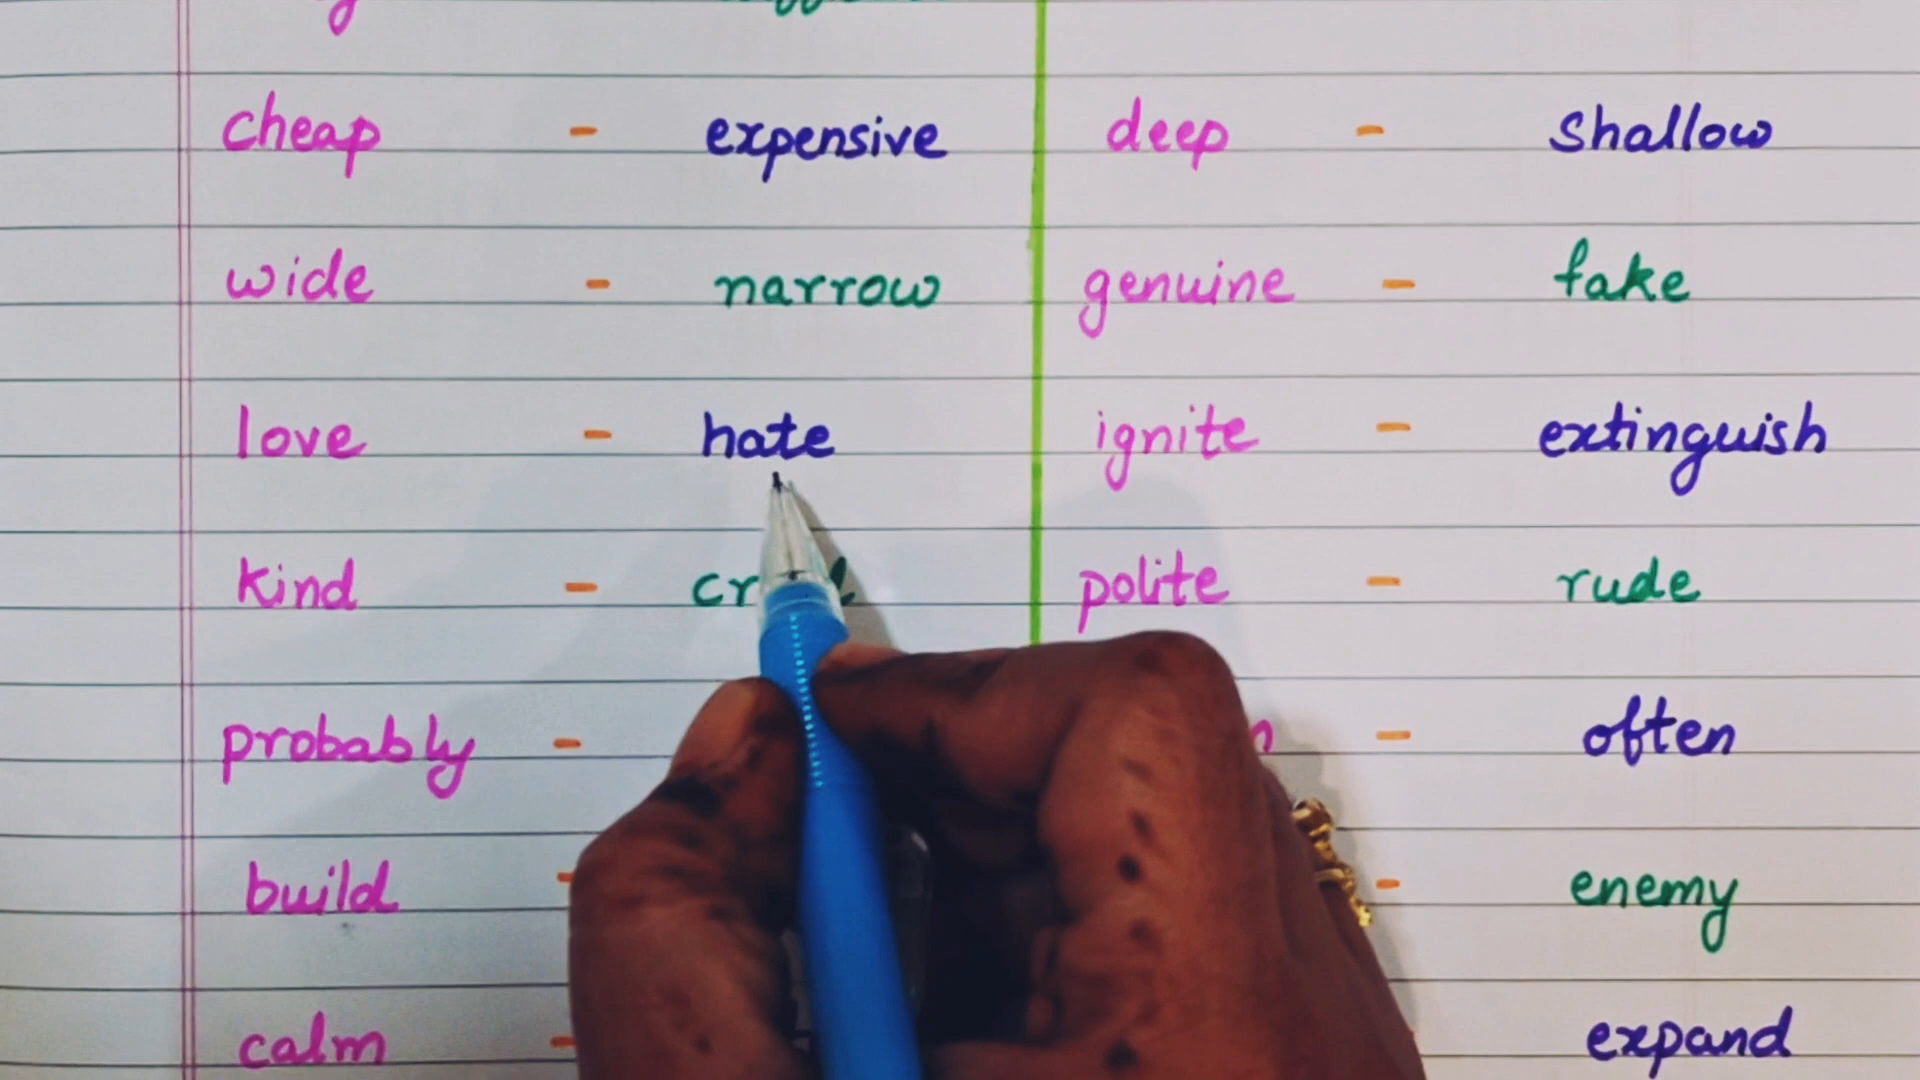 cheap - expensive deep - shallow
wide - narrow genuine - fake
love - hate ignite - extinguish
kind - polite - rude
probably - - often
build - - enemy
calm - expand